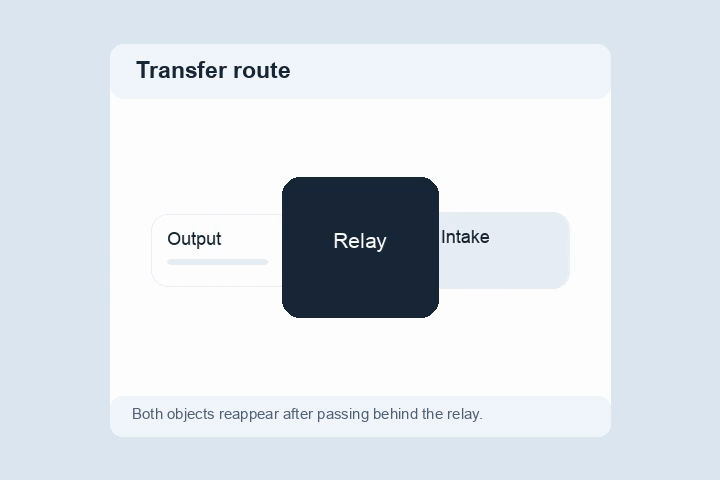 Transfer route
Output
Relay
Intake
Both objects reappear after passing behind the relay.